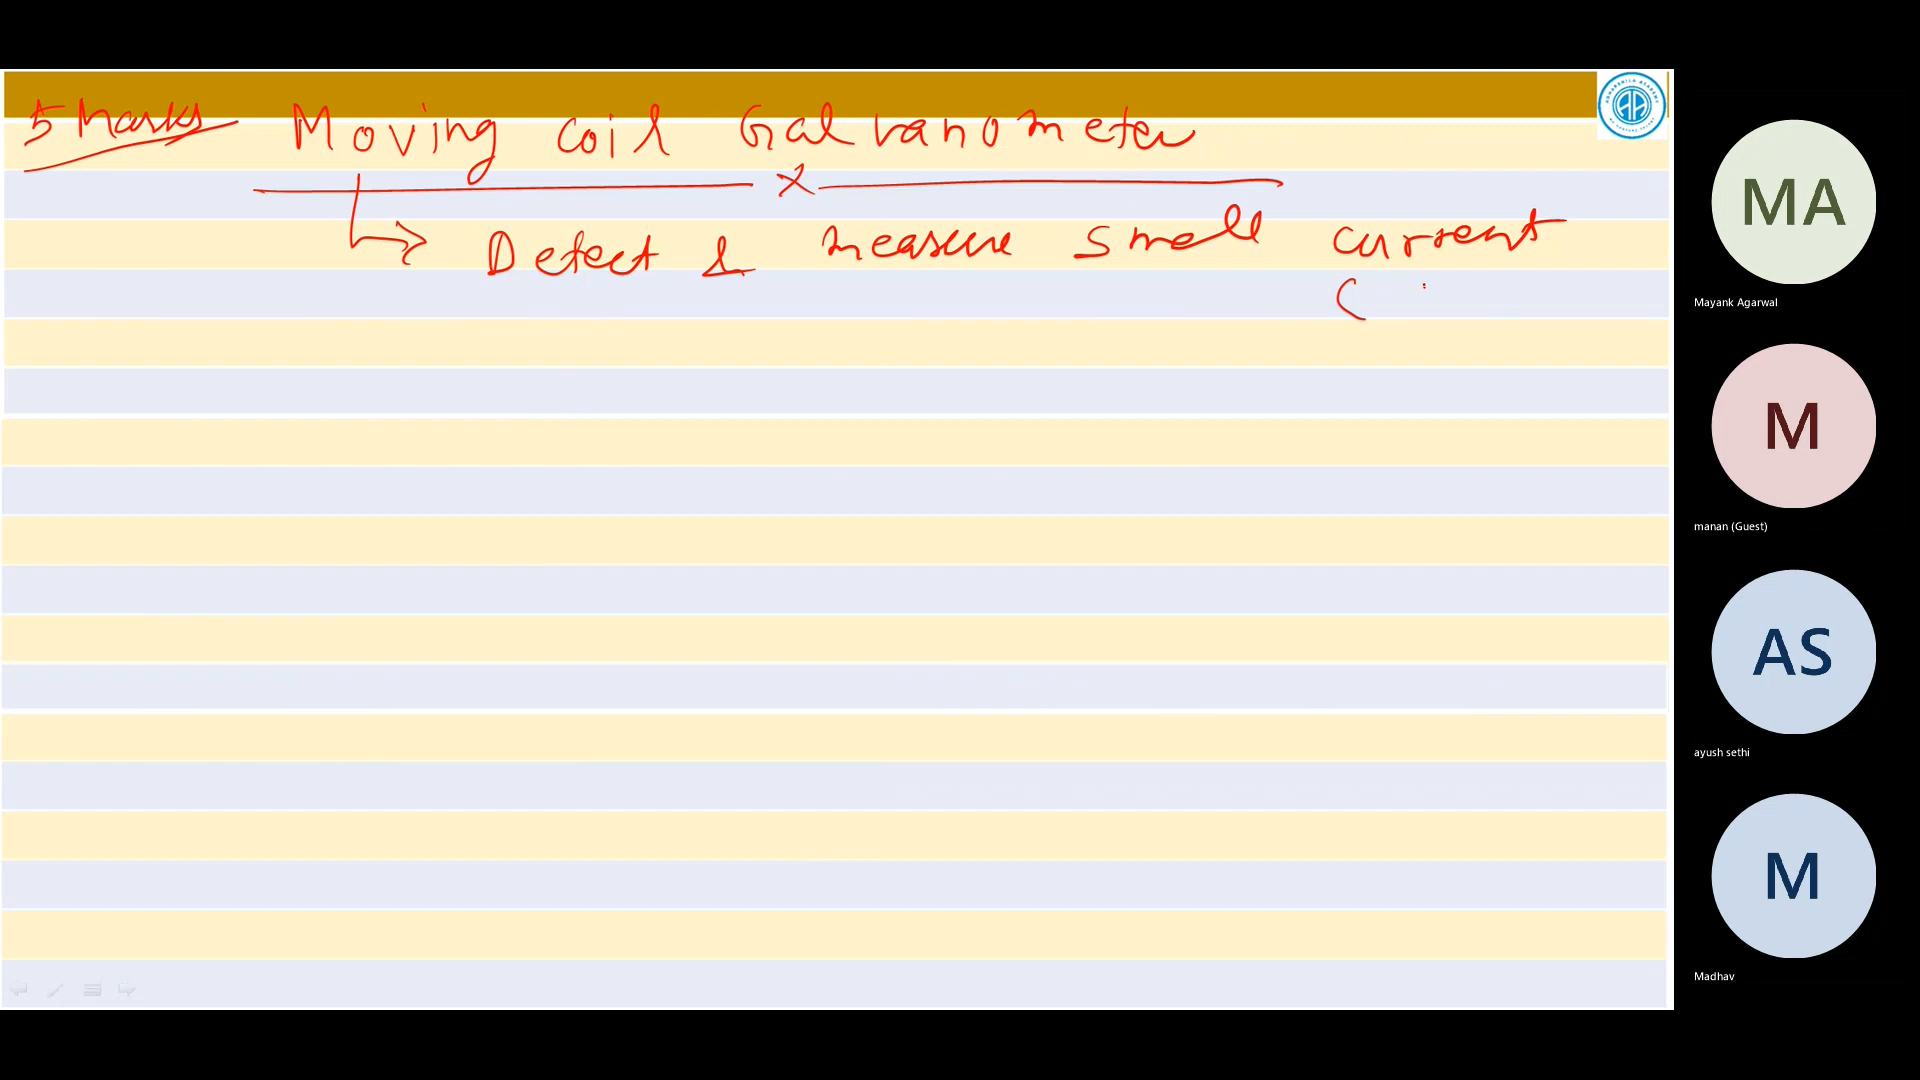 5 Marks Moving coil Galvanometer
x
Detect & measure small current
(
MA
Mayank Agarwal
M
manan (Guest)
AS
ayush sethi
M
Madhav